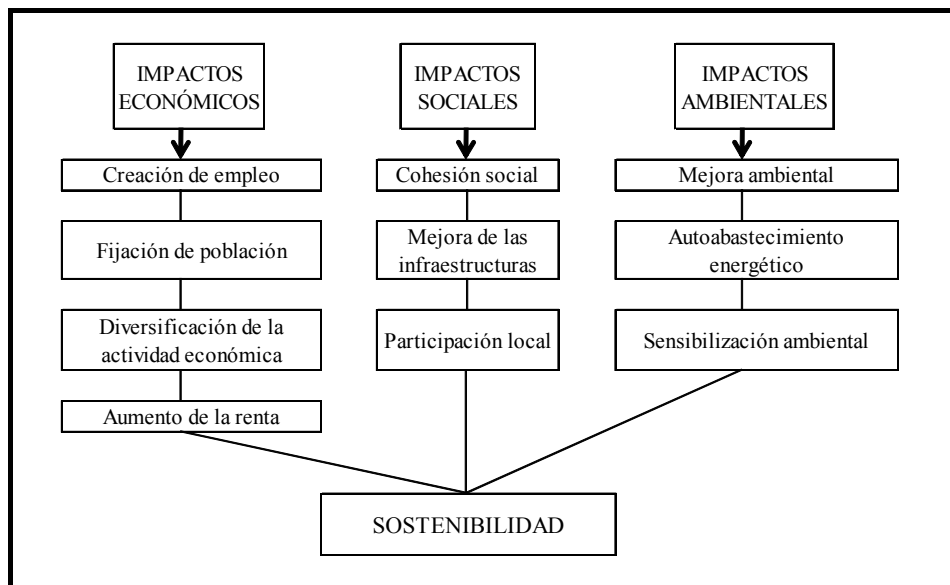 IMPACTOS
ECONÓMICOS
Creación de empleo
Fijación de población
Diversificación de la
actividad económica
Aumento de la renta
IMPACTOS
SOCIALES
Cohesión social
Mejora de las
infraestructuras
Participación local
IMPACTOS
AMBIENTALES
Mejora ambiental
Autoabastecimiento
energético
Sensibilización ambiental
SOSTENIBILIDAD